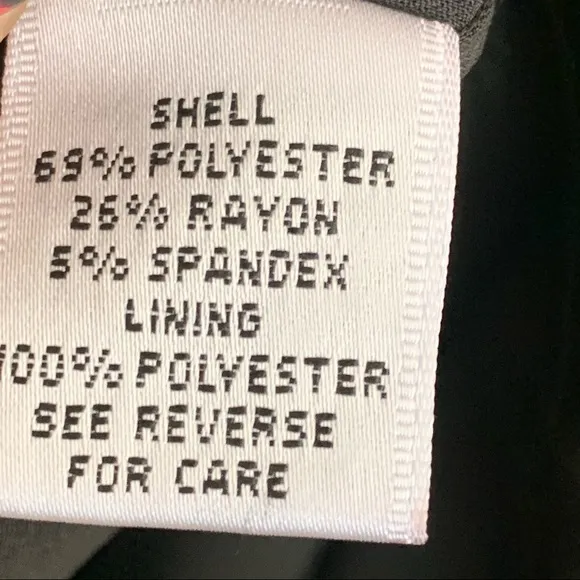 SHELL
69% POLYESTER
26% RAYON
5% SPANDEX
LINING
100% POLYESTER
SEE REVERSE
FOR CARE